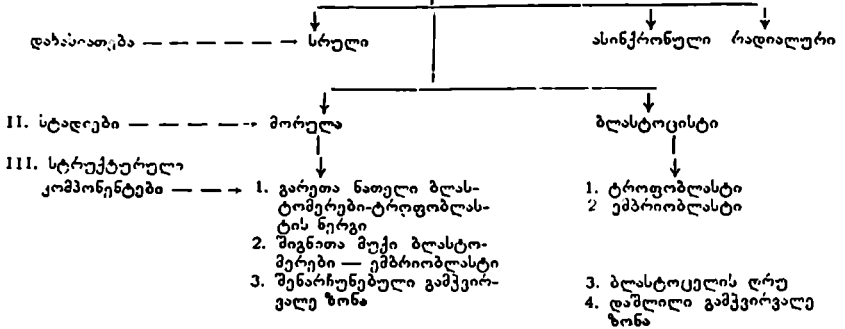 დახასიათება — — — — — → სრული ასინქრონული რადიალური
II. სტადიები — — — — → მორულა ბლასტოცისტი
III. სტრუქტურული
კომპონენტები — — → 1. გარეთა ნათელი ბლას- 1. ტროფობლასტი
ტომერები-ტროფობლას- 2 ემბრიობლასტი
ტის ნერგი
2. შიგნითა მუქი ბლასტო-
მერები — ემბრიობლასტი
3. შენარჩუნებული გამჭვირ- 3. ბლასტოცელის ღრუ
ვალე ზონა 4. დაშლილი გამჭვირვალე
ზონა